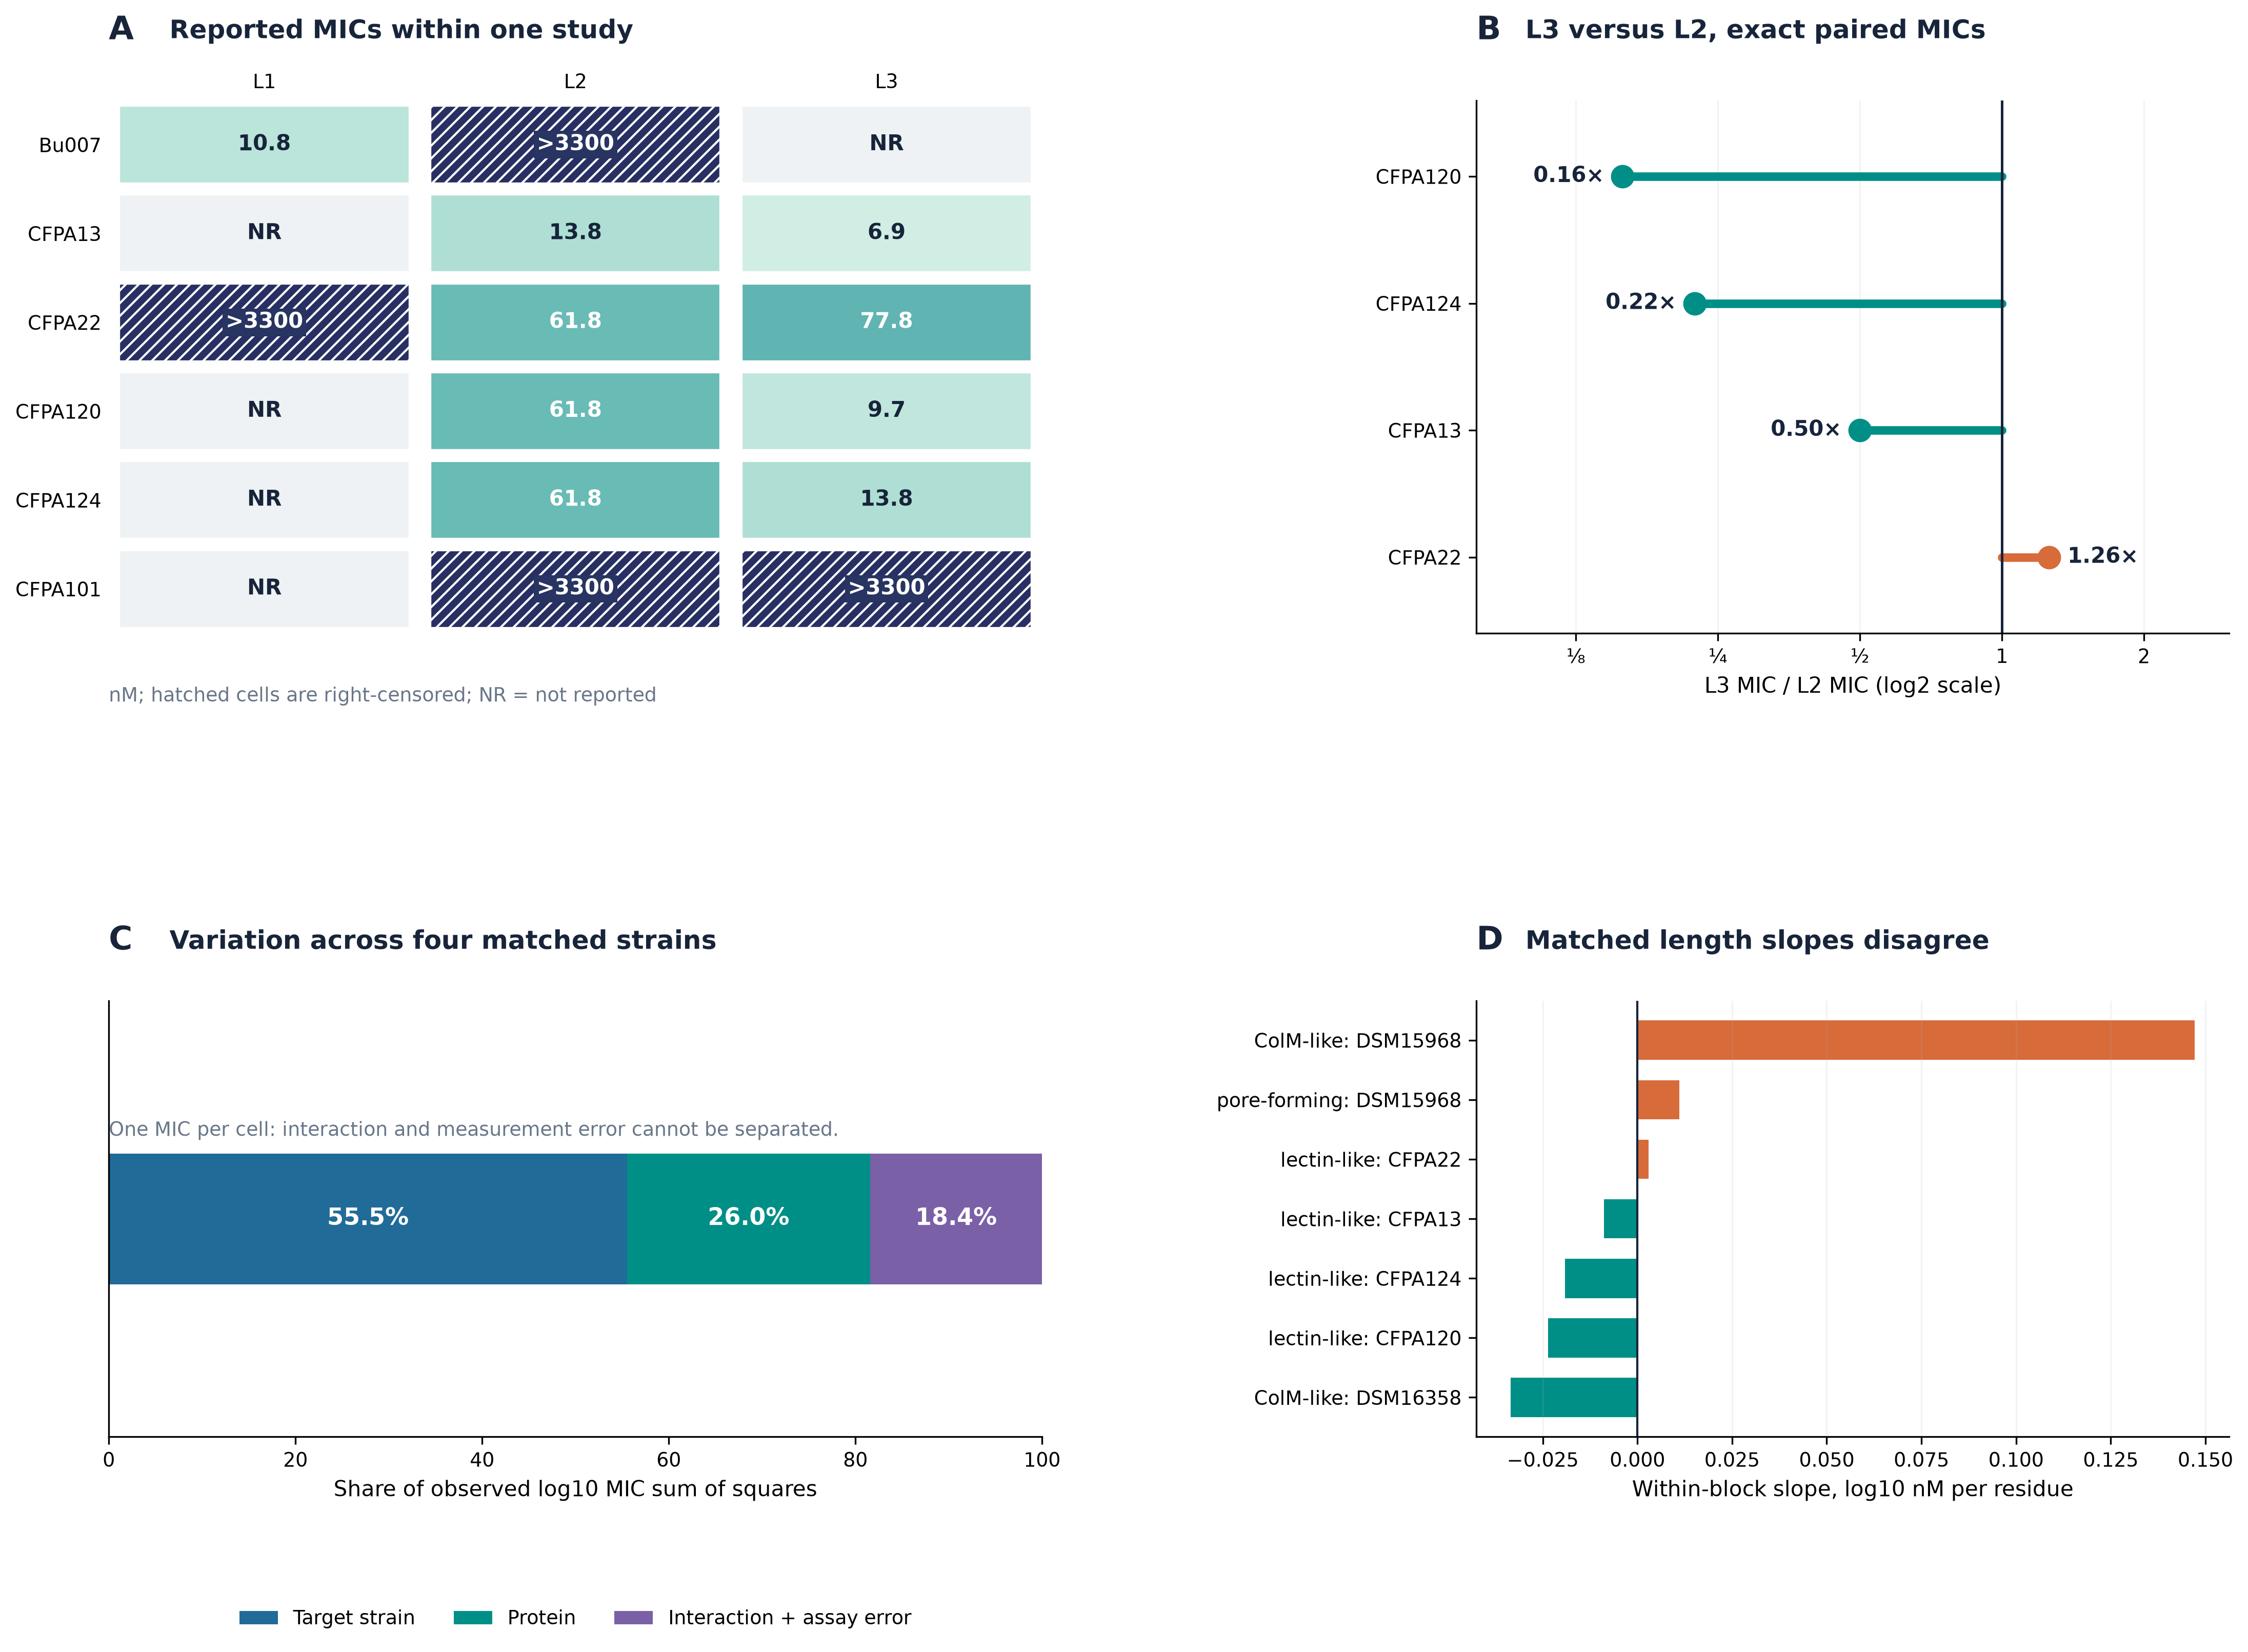 A Reported MICs within one study
L1 L2 L3
Bu007 10.8 >3300 NR
CFPA13 NR 13.8 6.9
CFPA22 >3300 61.8 77.8
CFPA120 NR 61.8 9.7
CFPA124 NR 61.8 13.8
CFPA101 NR >3300 >3300
nM; hatched cells are right-censored; NR = not reported
B L3 versus L2, exact paired MICs
CFPA120 0.16×
CFPA124 0.22×
CFPA13 0.50×
CFPA22 1.26×
⅛ ¼ ½ 1 2
L3 MIC / L2 MIC (log2 scale)
C Variation across four matched strains
One MIC per cell: interaction and measurement error cannot be separated.
55.5% 26.0% 18.4%
0 20 40 60 80 100
Share of observed log10 MIC sum of squares
Target strain Protein Interaction + assay error
D Matched length slopes disagree
ColM-like: DSM15968
pore-forming: DSM15968
lectin-like: CFPA22
lectin-like: CFPA13
lectin-like: CFPA124
lectin-like: CFPA120
ColM-like: DSM16358
−0.025 0.000 0.025 0.050 0.075 0.100 0.125 0.150
Within-block slope, log10 nM per residue